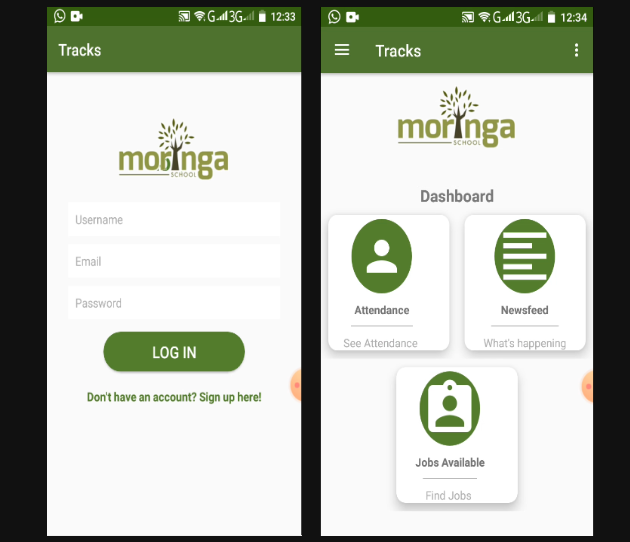 G 3G 12:33
Tracks
moringa
SCHOOL
Username
Email
Password
LOG IN
Don't have an account? Sign up here!
G 3G 12:34
Tracks
moringa
SCHOOL
Dashboard
Attendance
See Attendance
Newsfeed
What's happening
Jobs Available
Find Jobs